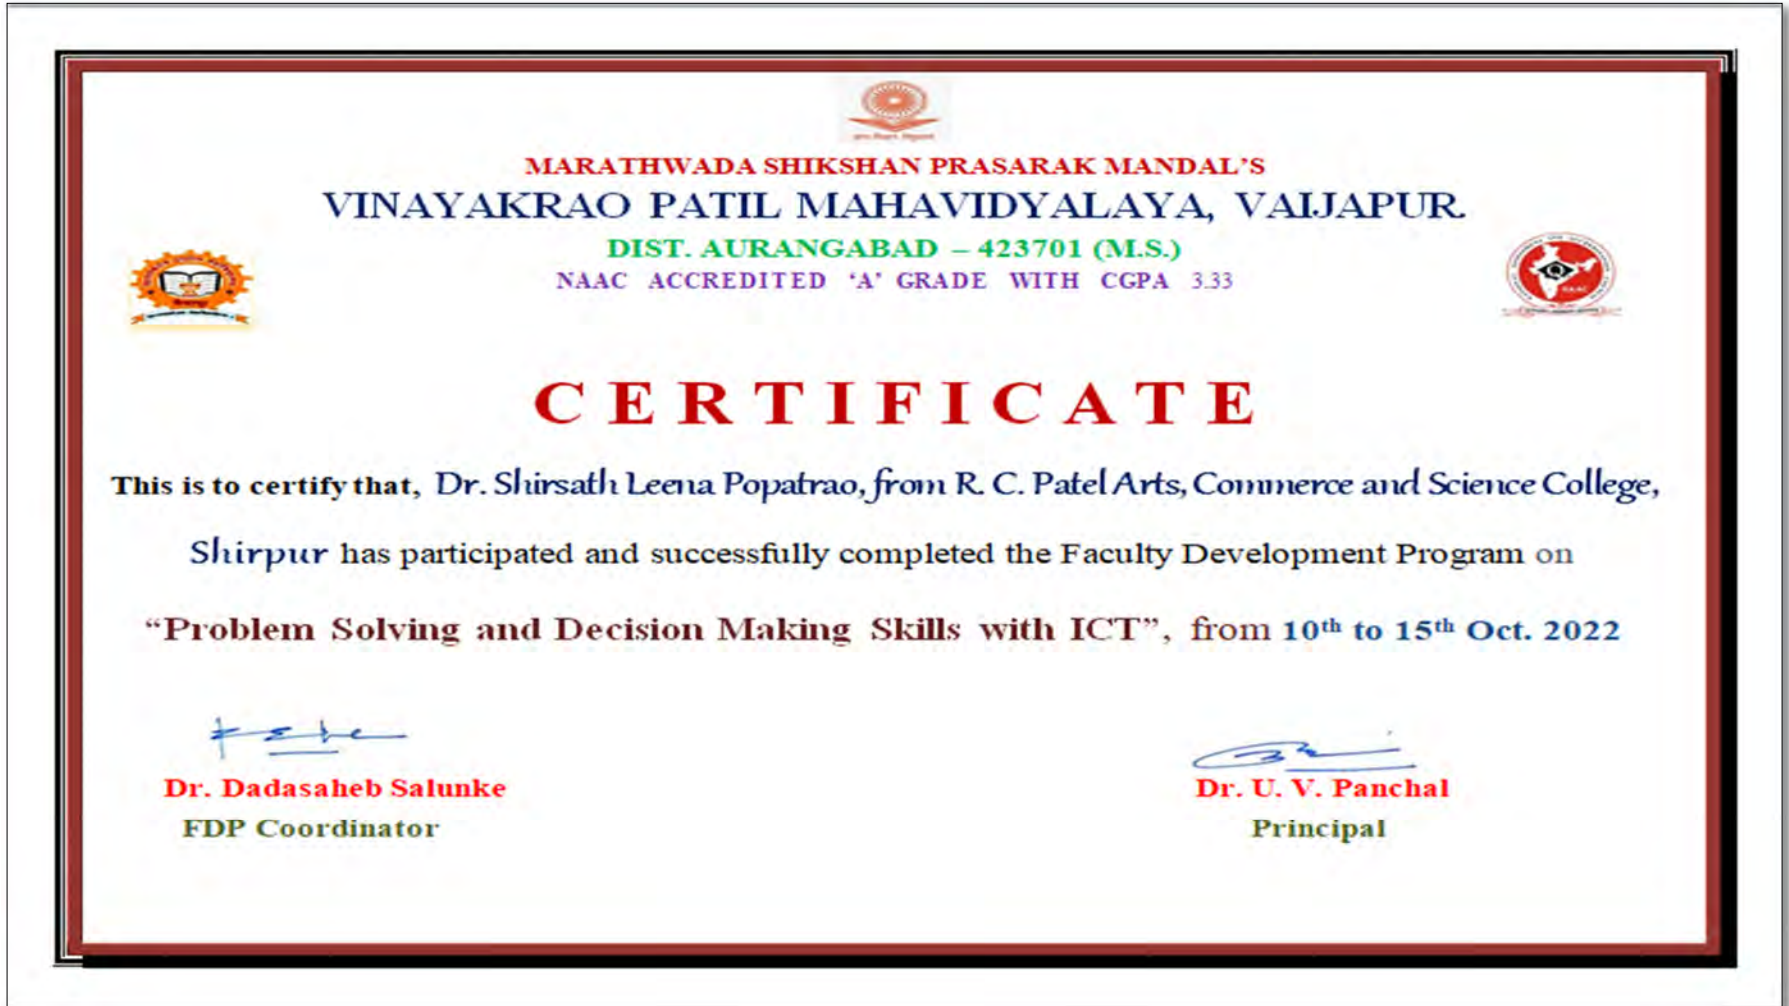 MARATHWADA SHIKSHAN PRASARAK MANDAL'S
VINAYAKRAO PATIL MAHAVIDYALAYA, VAIJAPUR.
DIST. AURANGABAD – 423701 (M.S.)
NAAC ACCREDITED 'A' GRADE WITH CGPA 3.33
NAAC
CERTIFICATE
This is to certify that, Dr. Shirsath Leena Popatrao, from R. C. Patel Arts, Commerce and Science College,
Shirpur has participated and successfully completed the Faculty Development Program on
“Problem Solving and Decision Making Skills with ICT”, from 10th to 15th Oct. 2022
Dr. Dadasaheb Salunke
FDP Coordinator
Dr. U. V. Panchal
Principal